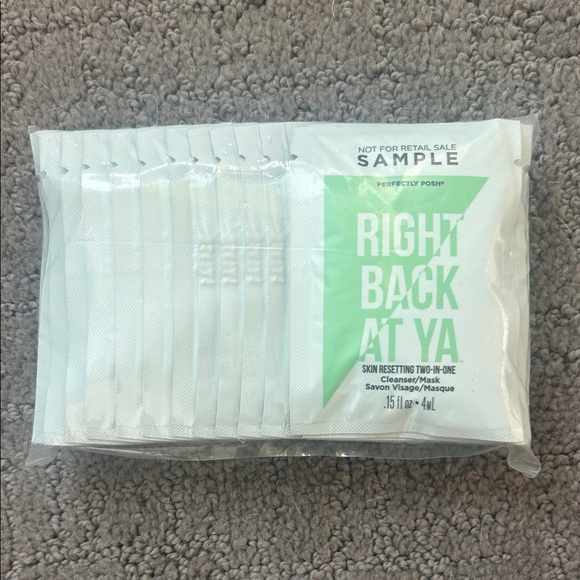 NOT FOR RETAIL SALE
SAMPLE
PERFECTLY POSH®
RIGHT
BACK
AT YA
SKIN RESETTING TWO-IN-ONE
Cleanser/Mask
Savon Visage/Masque
.15 fl oz • 4mL